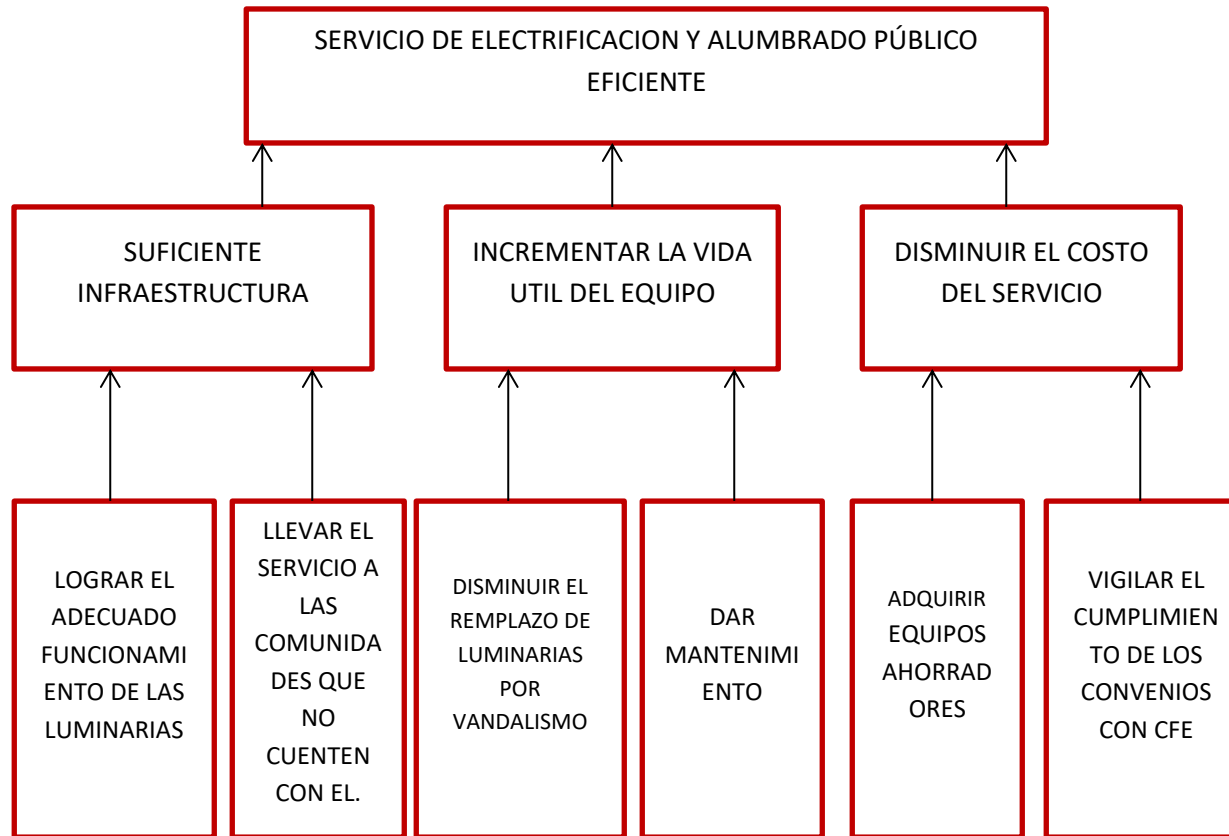 SERVICIO DE ELECTRIFICACION Y ALUMBRADO PÚBLICO
EFICIENTE
SUFICIENTE
INFRAESTRUCTURA
INCREMENTAR LA VIDA
UTIL DEL EQUIPO
DISMINUIR EL COSTO
DEL SERVICIO
LOGRAR EL
ADECUADO
FUNCIONAMI
ENTO DE LAS
LUMINARIAS
LLEVAR EL
SERVICIO A
LAS
COMUNIDA
DES QUE
NO
CUENTEN
CON EL.
DISMINUIR EL
REMPLAZO DE
LUMINARIAS
POR
VANDALISMO
DAR
MANTENIMI
ENTO
ADQUIRIR
EQUIPOS
AHORRAD
ORES
VIGILAR EL
CUMPLIMIEN
TO DE LOS
CONVENIOS
CON CFE